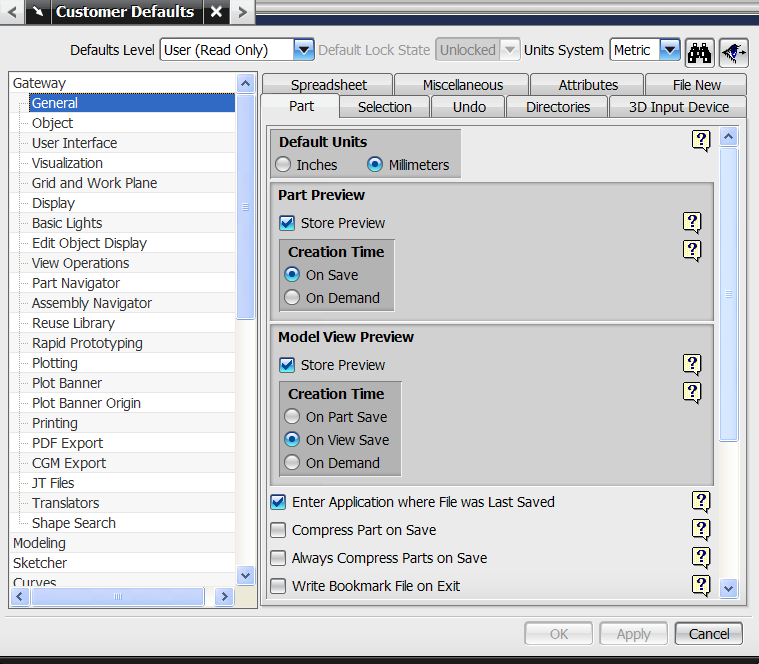 Customer Defaults
Defaults Level User (Read Only) Default Lock State Unlocked Units System Metric
Gateway
General
Object
User Interface
Visualization
Grid and Work Plane
Display
Basic Lights
Edit Object Display
View Operations
Part Navigator
Assembly Navigator
Reuse Library
Rapid Prototyping
Plotting
Plot Banner
Plot Banner Origin
Printing
PDF Export
CGM Export
JT Files
Translators
Shape Search
Modeling
Sketcher
Curves
Spreadsheet Miscellaneous Attributes File New
Part Selection Undo Directories 3D Input Device
Default Units
Inches Milimeters
Part Preview
Store Preview
Creation Time
On Save
On Demand
Model View Preview
Store Preview
Creation Time
On Part Save
On View Save
On Demand
Enter Application where File was Last Saved
Compress Part on Save
Always Compress Parts on Save
Write Bookmark File on Exit
OK Apply Cancel